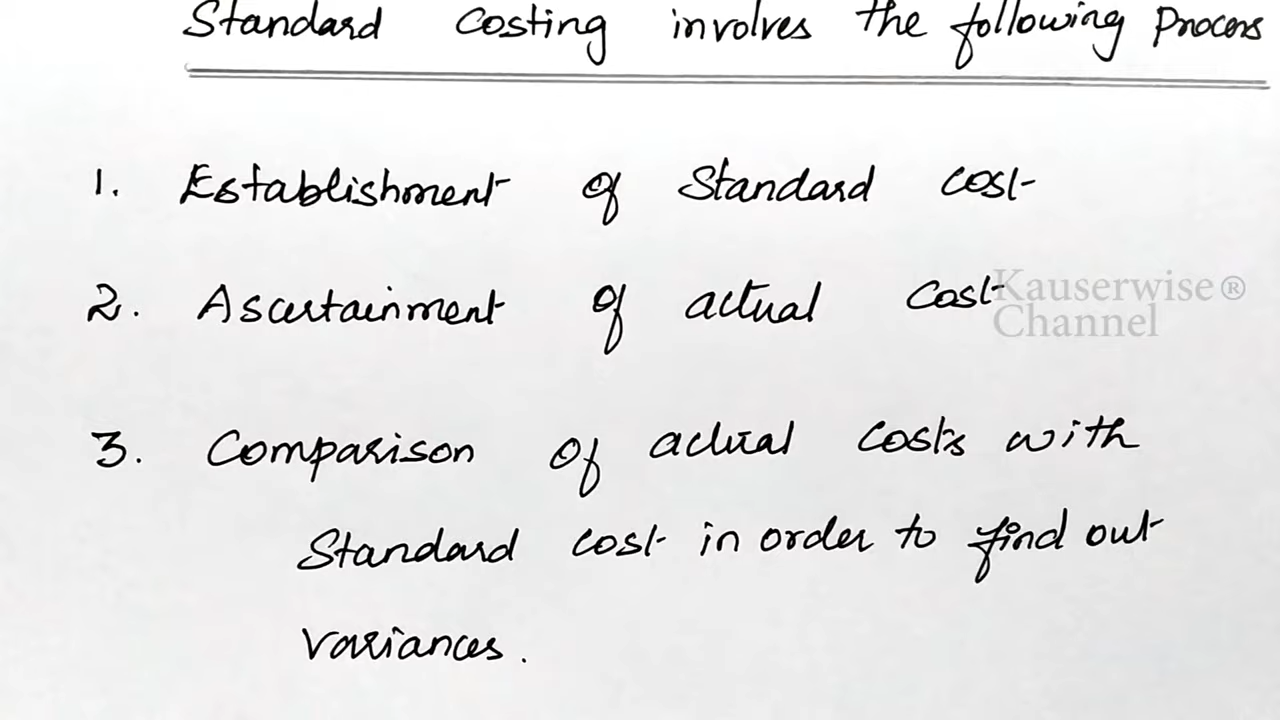 Standard costing involves the following Process
1. Establishment of Standard cost
2. Ascertainment of actual cost
Kauserwise®
Channel
3. Comparison of actual costs with
Standard cost in order to find out
variances.